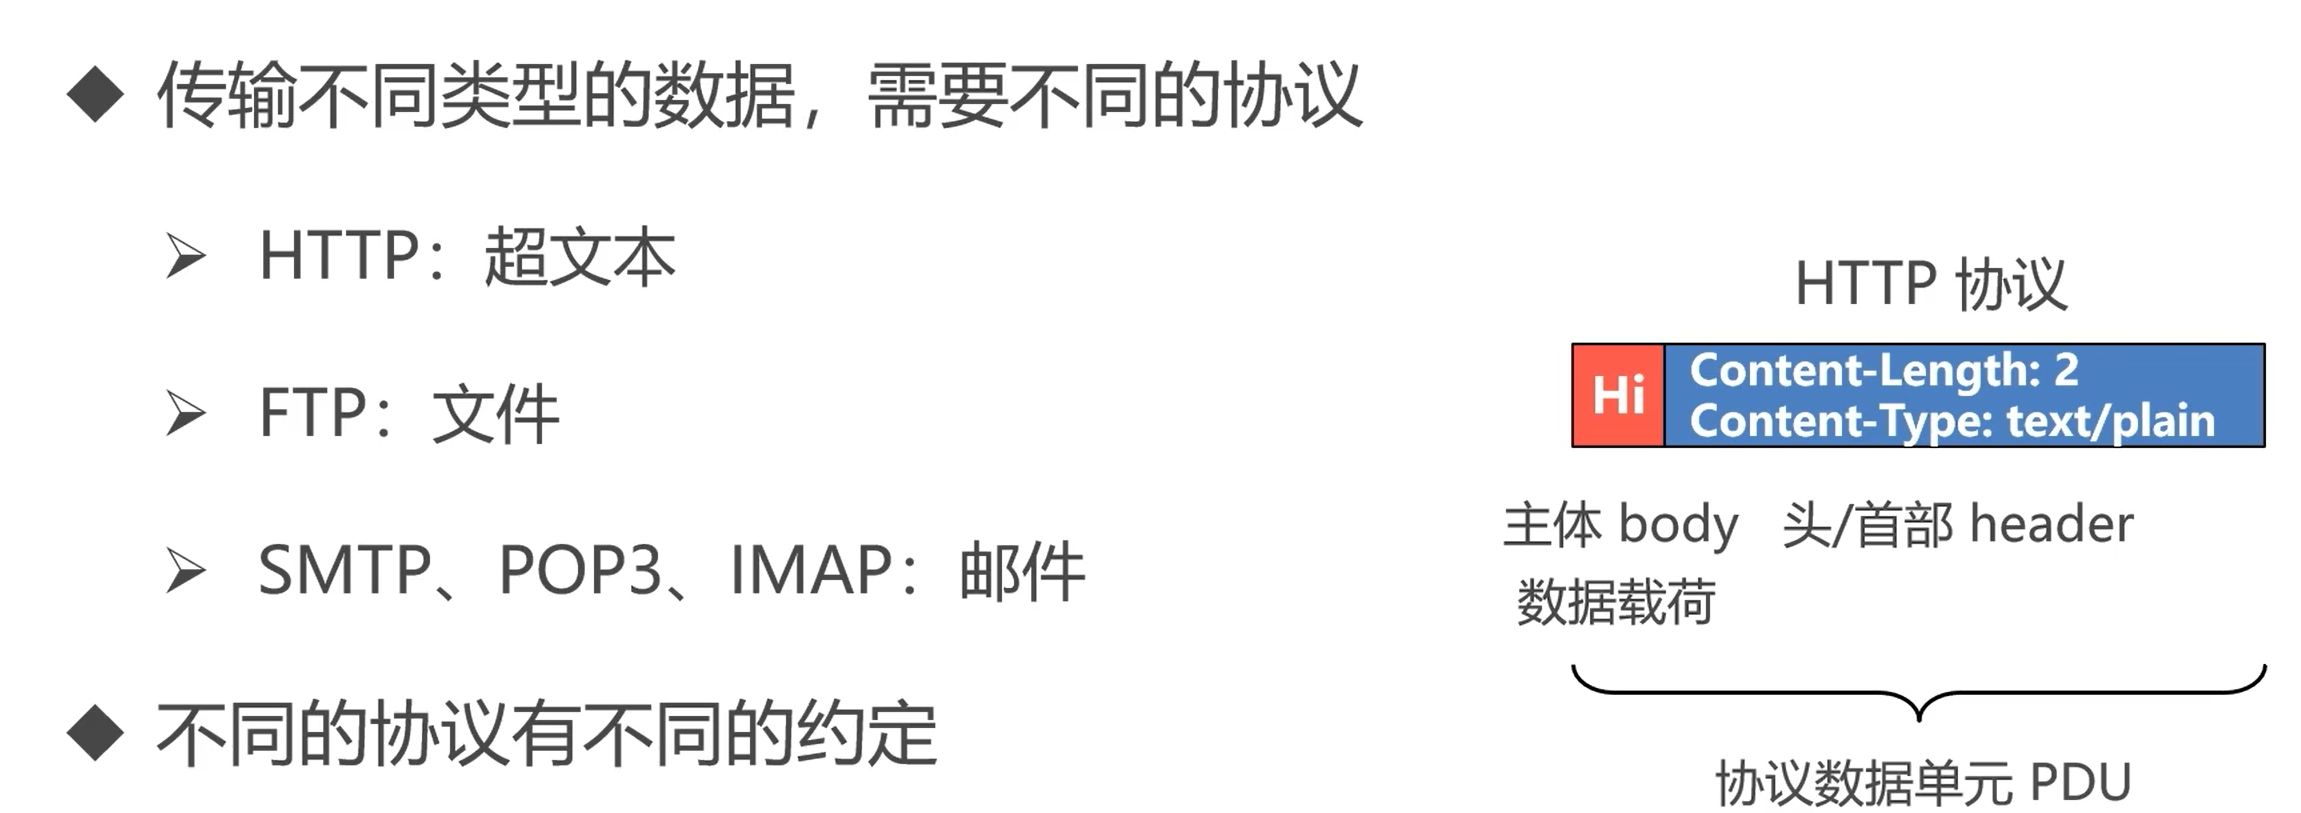 传输不同类型的数据，需要不同的协议
HTTP：超文本
FTP：文件
SMTP、POP3、IMAP：邮件
不同的协议有不同的约定
HTTP 协议
Hi
Content-Length: 2
Content-Type: text/plain
主体 body
头/首部 header
数据载荷
协议数据单元 PDU